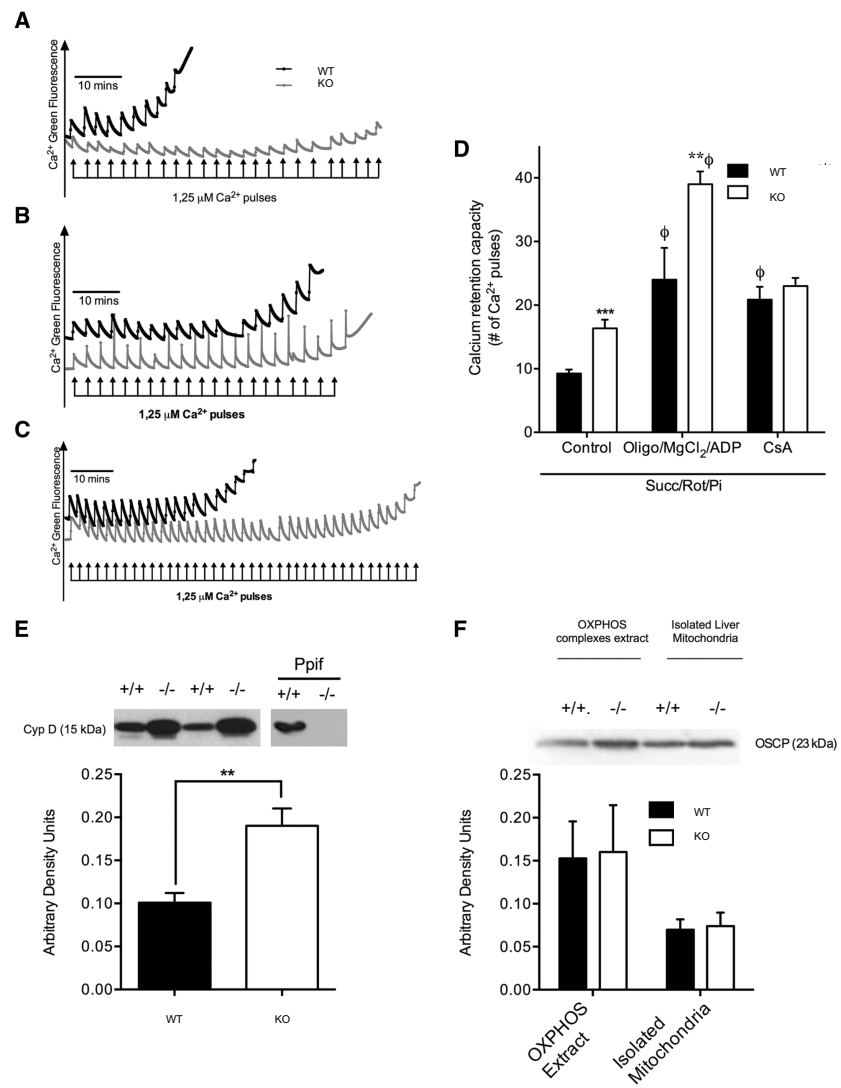 A
Ca2+ Green Fluorescence
10 mins
WT
KO
1,25 µM Ca2+ pulses
B
Ca2+ Green Fluorescence
10 mins
1,25 µM Ca2+ pulses
C
Ca2+ Green Fluorescence
10 mins
1,25 µM Ca2+ pulses
D
Calcium retention capacity
(# of Ca2+ pulses)
40
30
20
10
0
***
ϕ
**ϕ
ϕ
WT
KO
Control Oligo/MgCl2/ADP CsA
Succ/Rot/Pi
E
Ppif
+/+ -/- +/+ -/- +/+ -/-
Cyp D (15 kDa)
Arbitrary Density Units
0.25
0.20
0.15
0.10
0.05
0.00
**
WT KO
F
OXPHOS
complexes extract
Isolated Liver
Mitochondria
+/+. -/- +/+ -/-
OSCP (23 kDa)
Arbitrary Density Units
0.25
0.20
0.15
0.10
0.05
0.00
WT
KO
OXPHOS
Extract
Isolated
Mitochondria